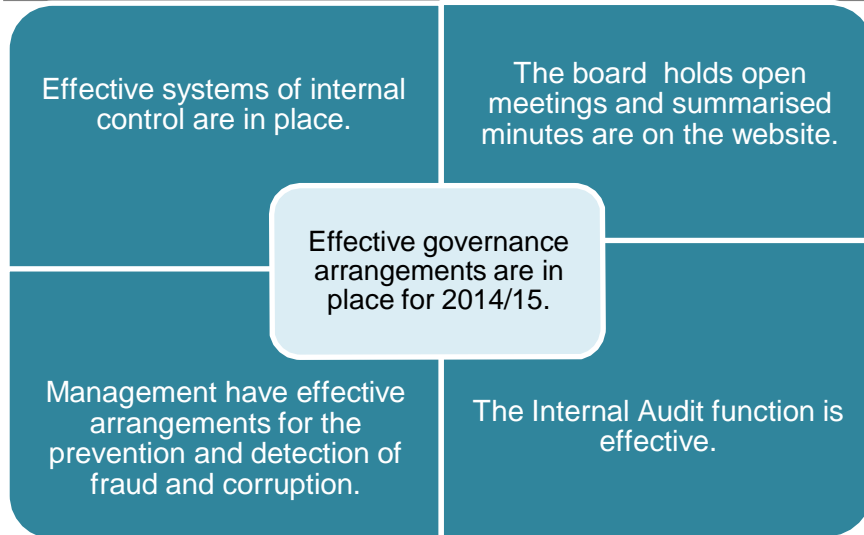 Effective systems of internal
control are in place.
The board holds open
meetings and summarised
minutes are on the website.
Effective governance
arrangements are in
place for 2014/15.
Management have effective
arrangements for the
prevention and detection of
fraud and corruption.
The Internal Audit function is
effective.